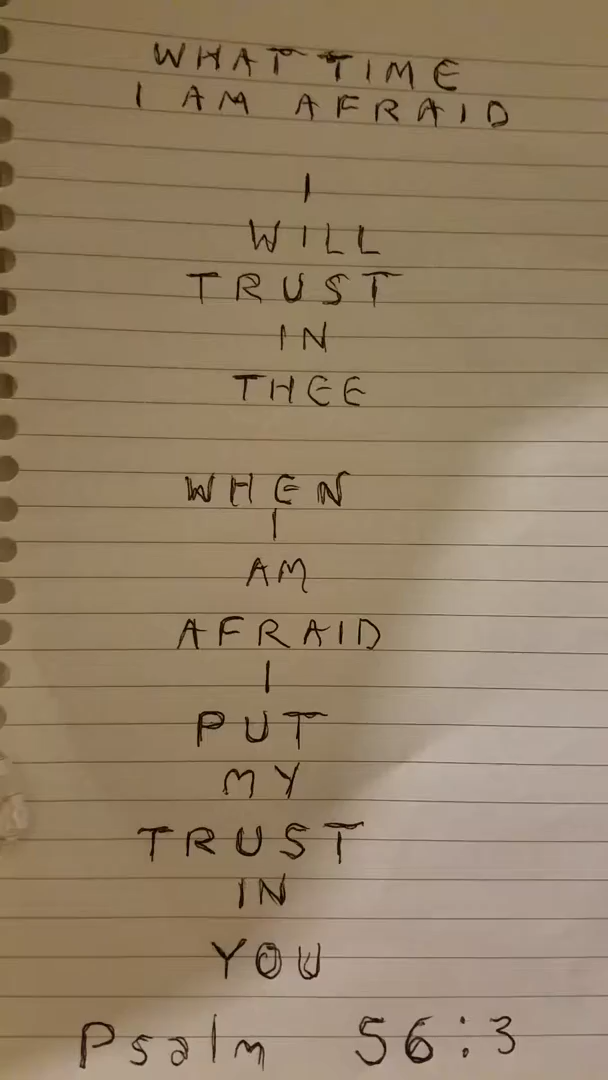 WHAT TIME
I AM AFRAID
I
WILL
TRUST
IN
THEE
WHEN
I
AM
AFRAID
I
PUT
MY
TRUST
IN
YOU
Psalm 56:3